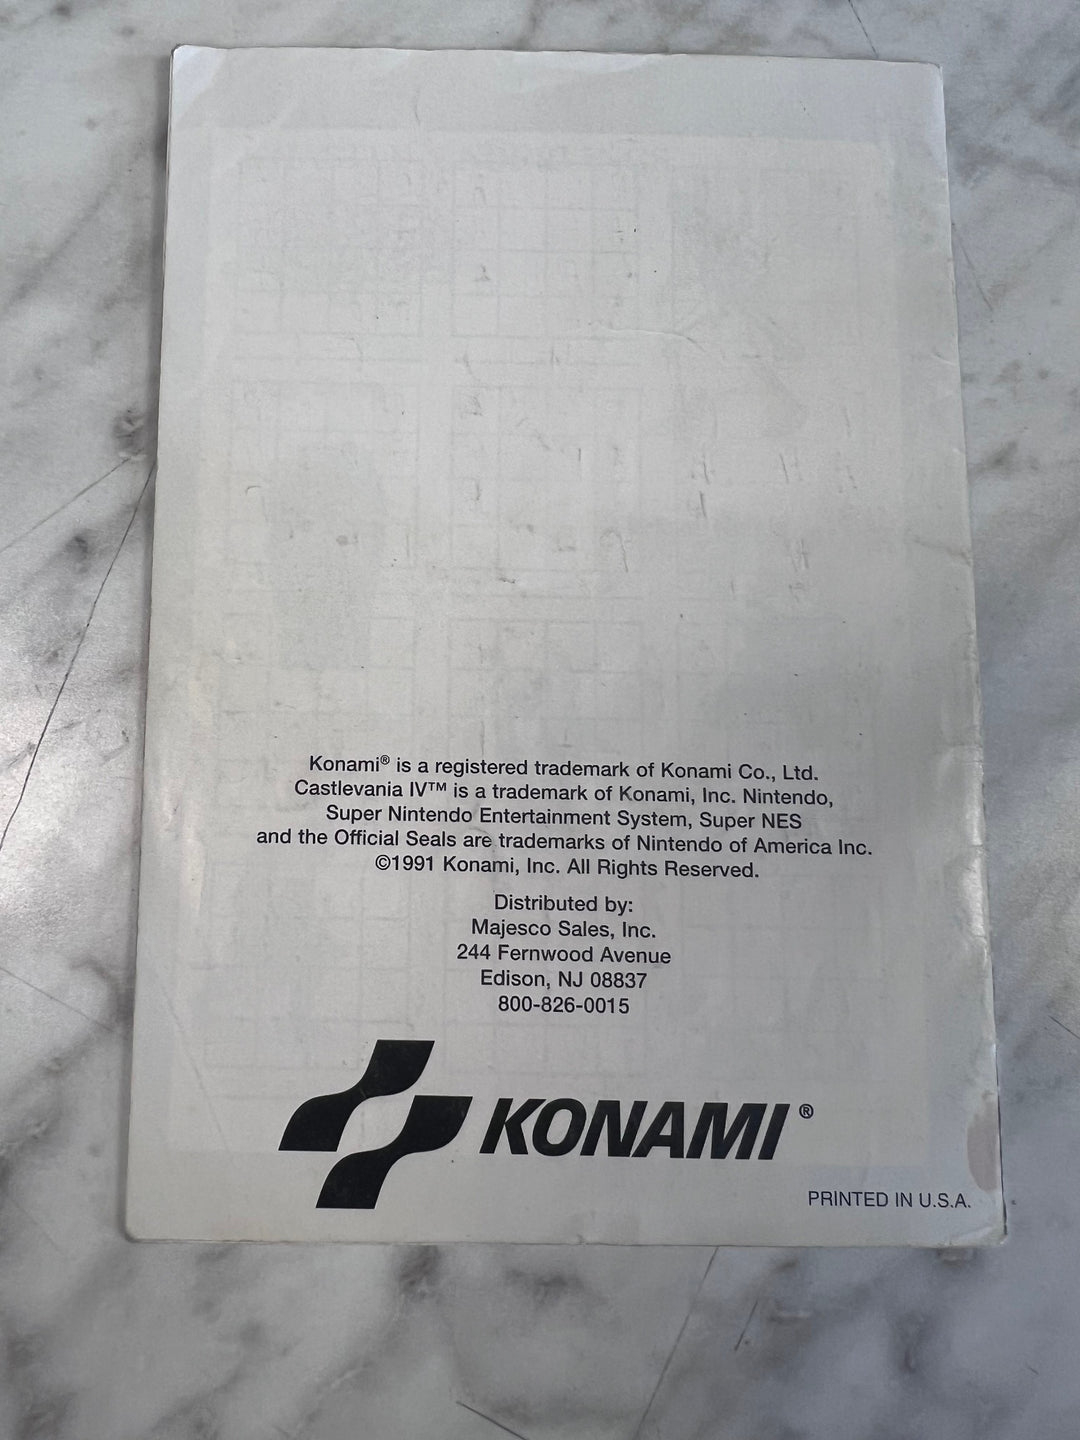 Konami® is a registered trademark of Konami Co., Ltd.
Castlevania IV™ is a trademark of Konami, Inc. Nintendo,
Super Nintendo Entertainment System, Super NES
and the Official Seals are trademarks of Nintendo of America Inc.
©1991 Konami, Inc. All Rights Reserved.
Distributed by:
Majesco Sales, Inc.
244 Fernwood Avenue
Edison, NJ 08837
800-826-0015
KONAMI®
PRINTED IN U.S.A.